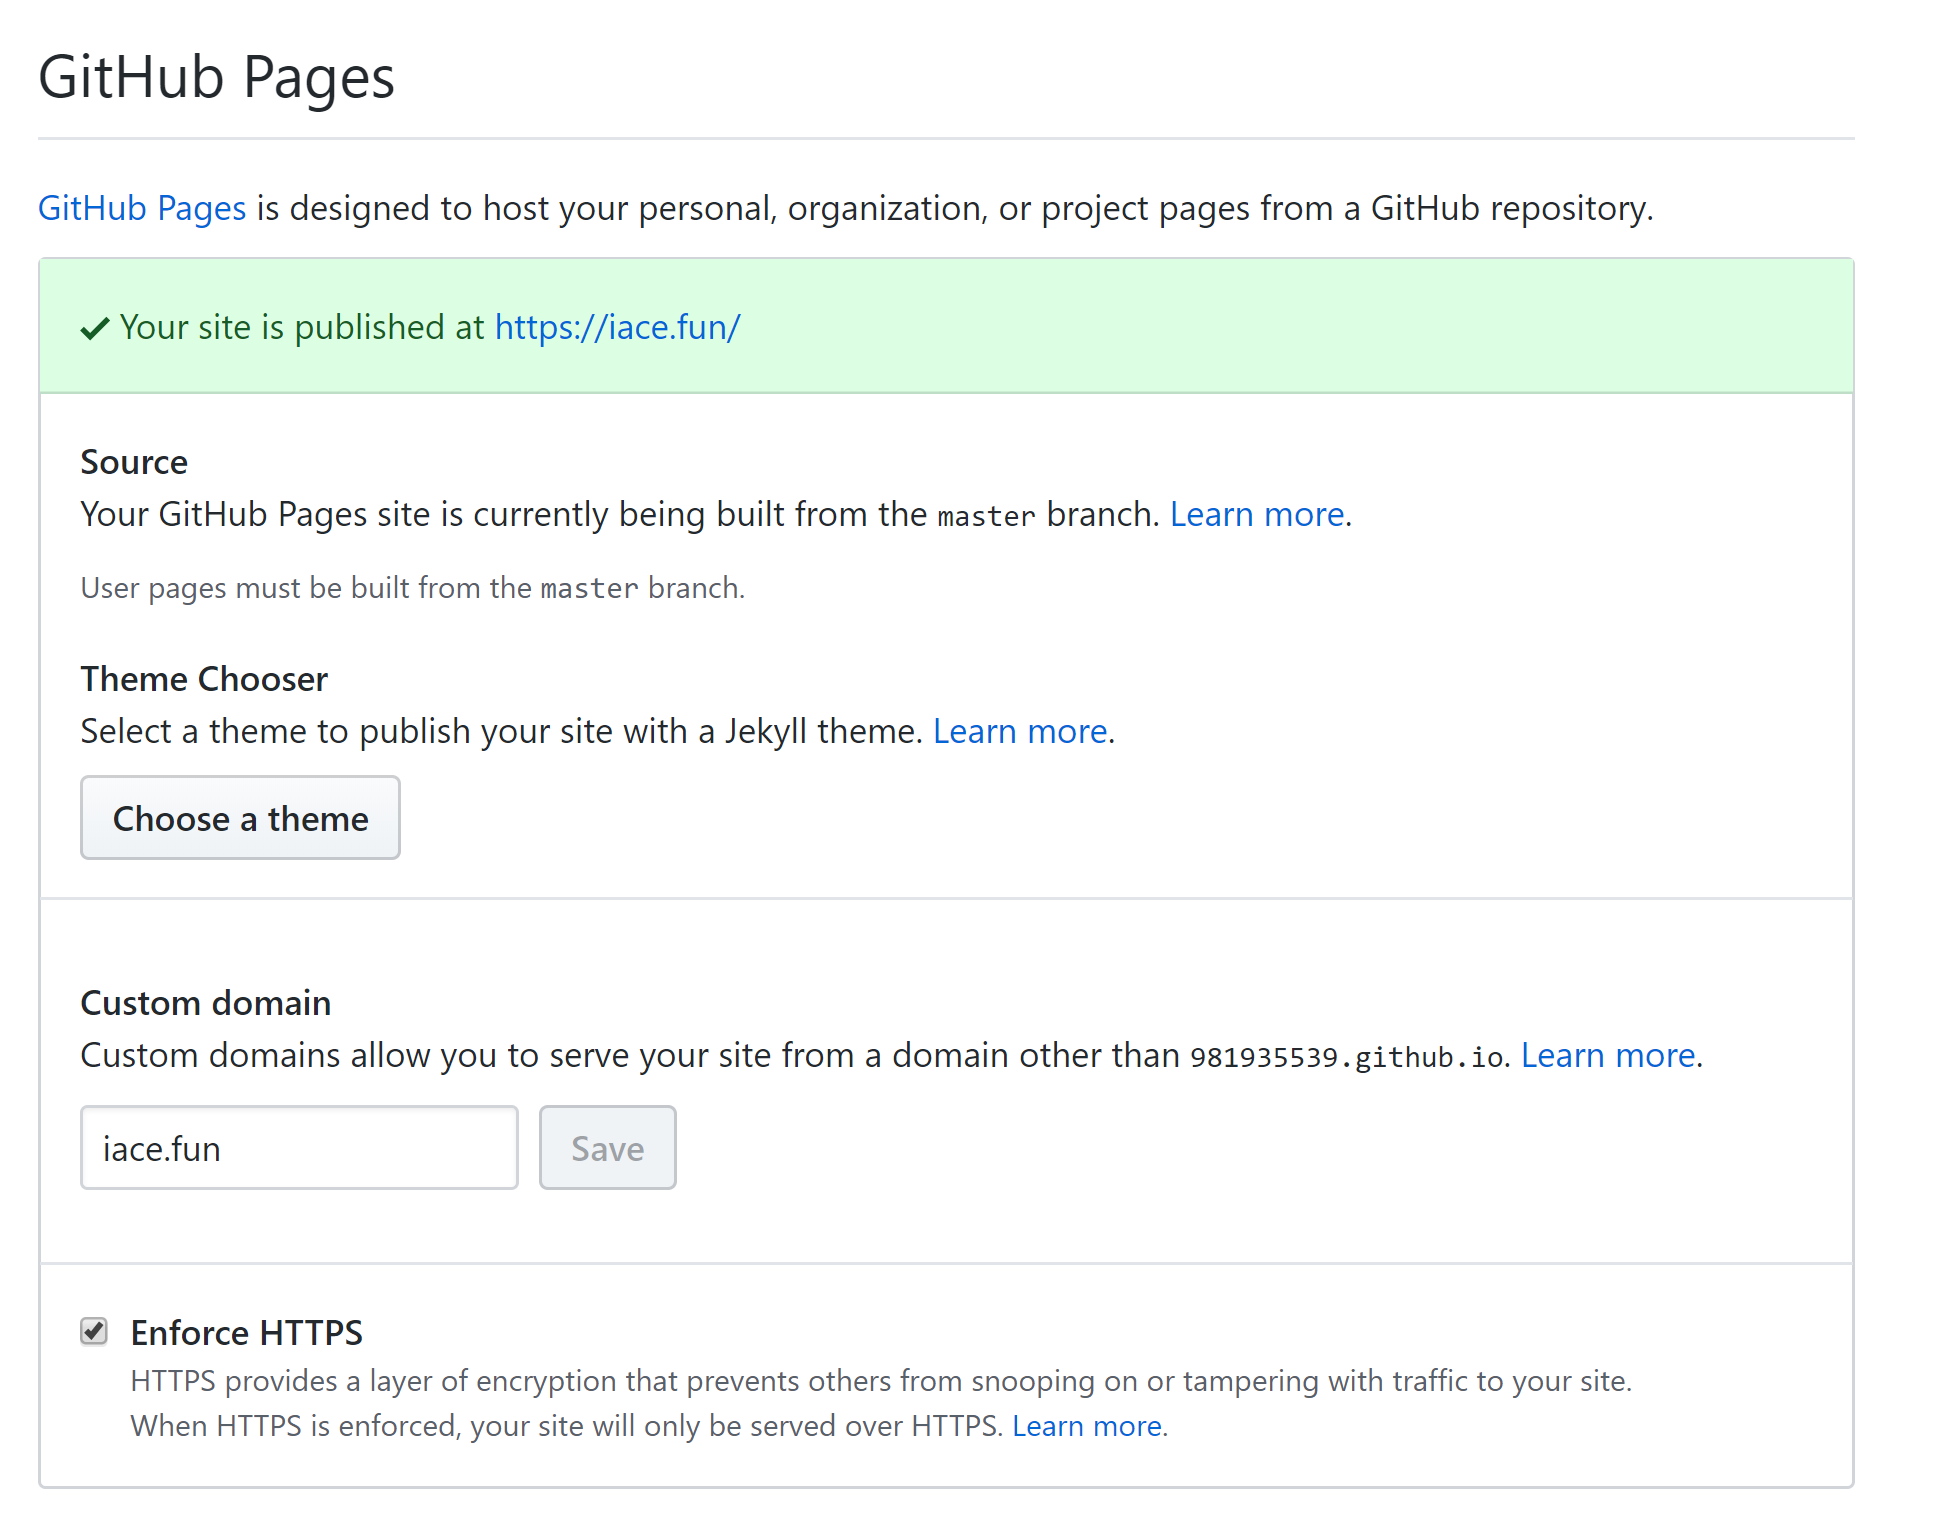 GitHub Pages
GitHub Pages is designed to host your personal, organization, or project pages from a GitHub repository.
Your site is published at https://iace.fun/
Source
Your GitHub Pages site is currently being built from the master branch. Learn more.
User pages must be built from the master branch.
Theme Chooser
Select a theme to publish your site with a Jekyll theme. Learn more.
Choose a theme
Custom domain
Custom domains allow you to serve your site from a domain other than 981935539.github.io. Learn more.
iace.fun Save
Enforce HTTPS
HTTPS provides a layer of encryption that prevents others from snooping on or tampering with traffic to your site.
When HTTPS is enforced, your site will only be served over HTTPS. Learn more.